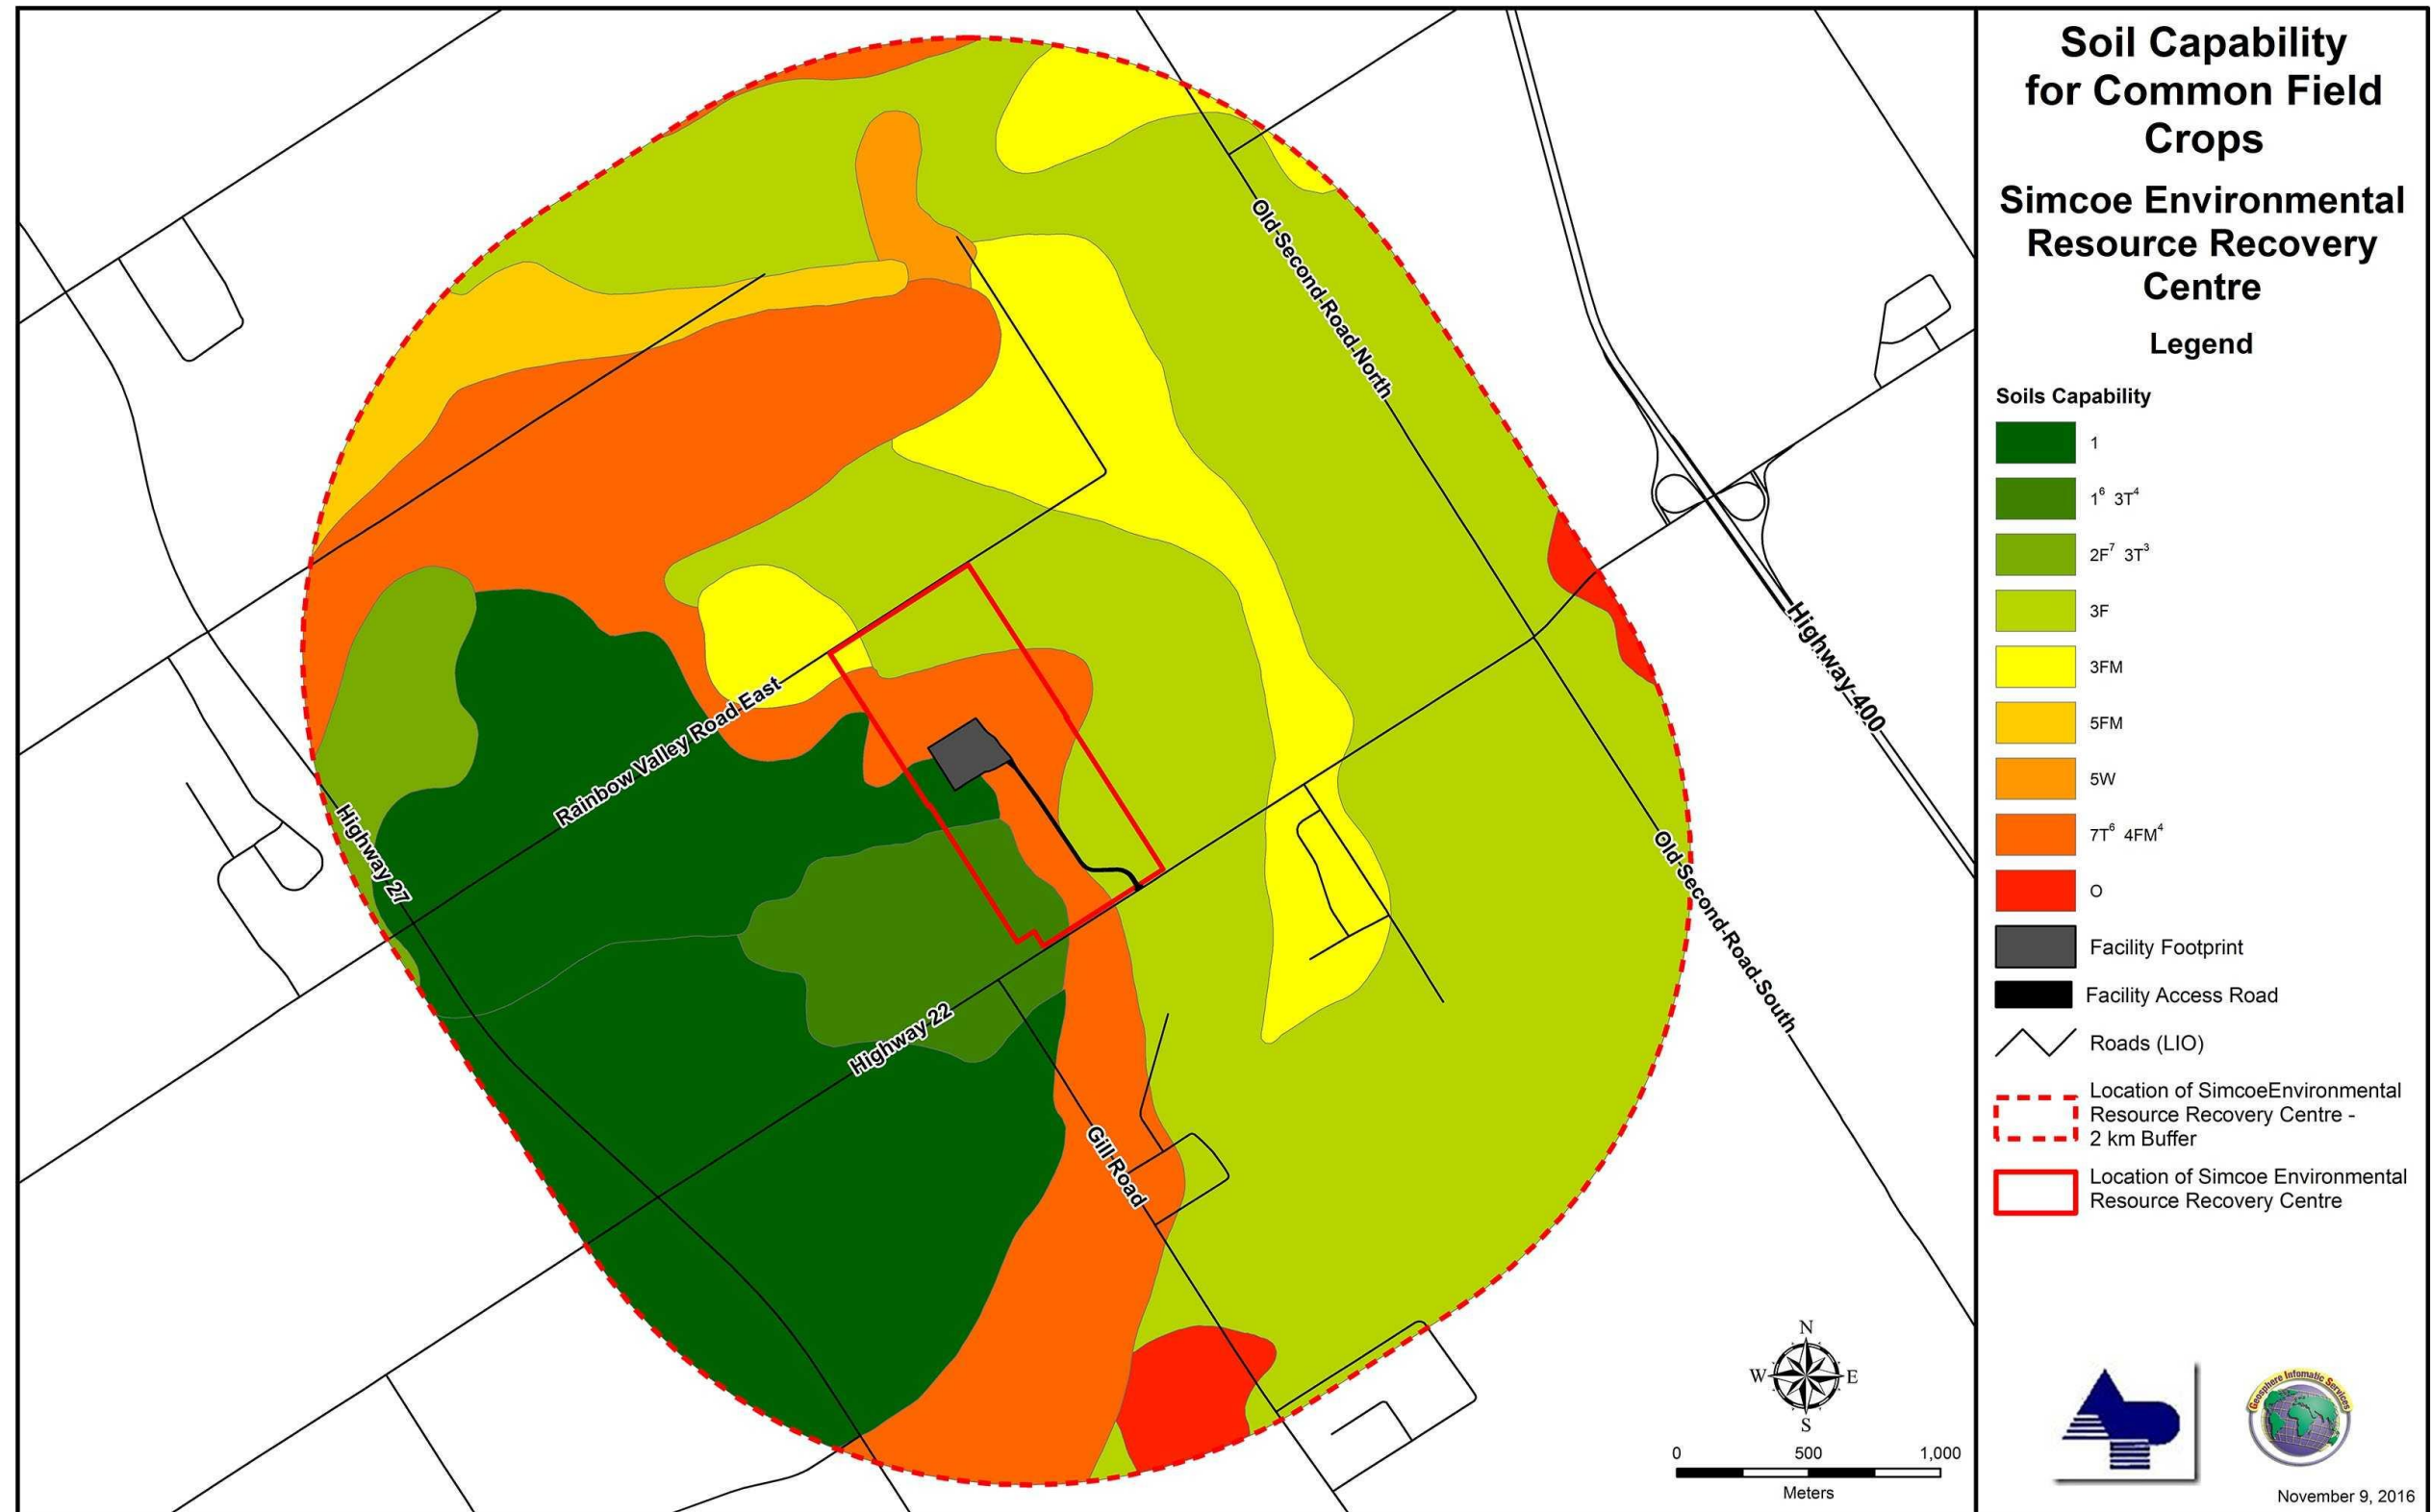 Soil Capability
for Common Field
Crops
Simcoe Environmental
Resource Recovery
Centre
Legend
Soils Capability
1
1⁶ 3T⁴
2F⁷ 3T³
3F
3FM
5FM
5W
7T⁶ 4FM⁴
O
Facility Footprint
Facility Access Road
Roads (LIO)
Location of SimcoeEnvironmental
Resource Recovery Centre -
2 km Buffer
Location of Simcoe Environmental
Resource Recovery Centre
Old-Second-Road-North
Highway-400
Rainbow Valley Road East
Highway 27
Old-Second-Road-South
Highway 22
Gill-Road
N
W
E
S
0 500 1,000
Meters
Geosphere Infomatic Services
November 9, 2016